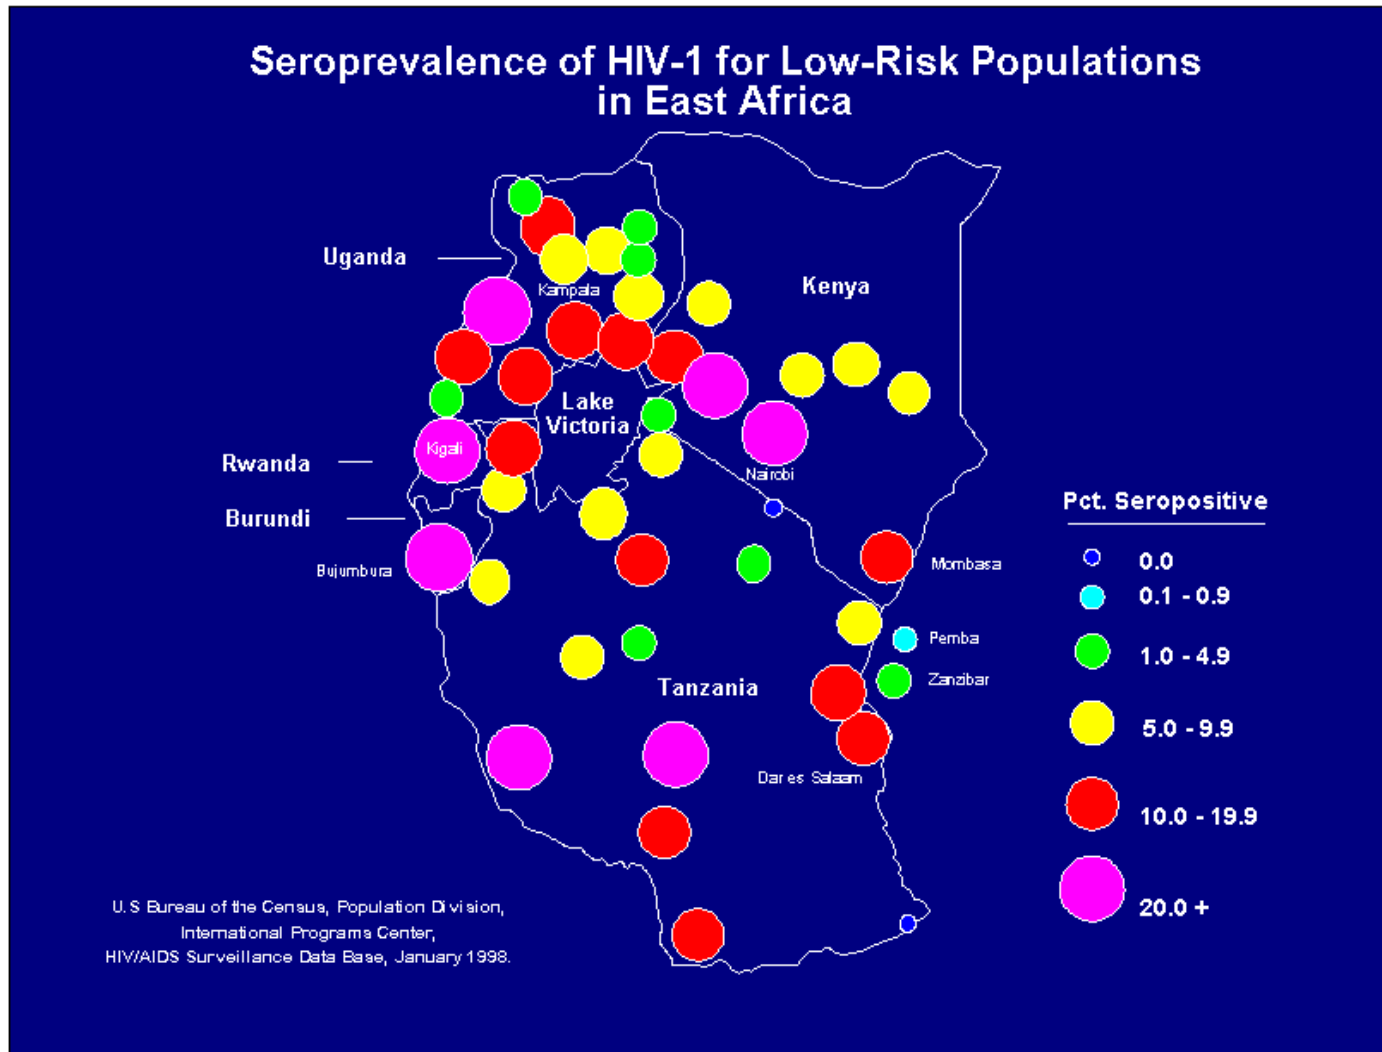 Seroprevalence of HIV-1 for Low-Risk Populations
in East Africa
Uganda
Kampala
Kenya
Lake
Victoria
Rwanda
Kigali
Nairobi
Burundi
Bujumbura
Mombasa
Pemba
Zanzibar
Tanzania
Dar es Salaam
Pct. Seropositive
0.0
0.1 - 0.9
1.0 - 4.9
5.0 - 9.9
10.0 - 19.9
20.0 +
U.S Bureau of the Census, Population Division,
International Programs Center,
HIV/AIDS Surveillance Data Base, January 1998.